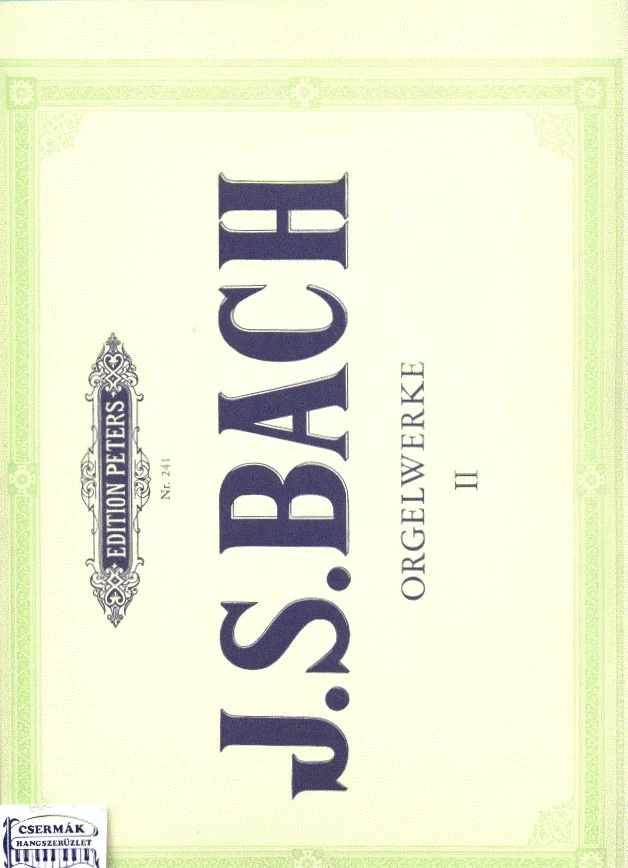 EDITION PETERS
Nr. 241
J.S. BACH
ORGELWERKE
II
CSERMÁK
HANGSZERÜZLET